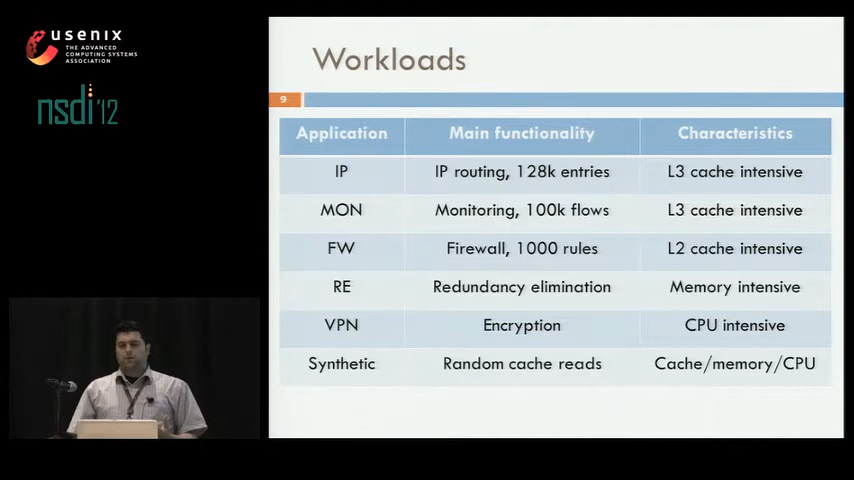 usenix
THE ADVANCED
COMPUTING SYSTEMS
ASSOCIATION
nsdi '12
Workloads
9
Application Main functionality Characteristics
IP IP routing, 128k entries L3 cache intensive
MON Monitoring, 100k flows L3 cache intensive
FW Firewall, 1000 rules L2 cache intensive
RE Redundancy elimination Memory intensive
VPN Encryption CPU intensive
Synthetic Random cache reads Cache/memory/CPU